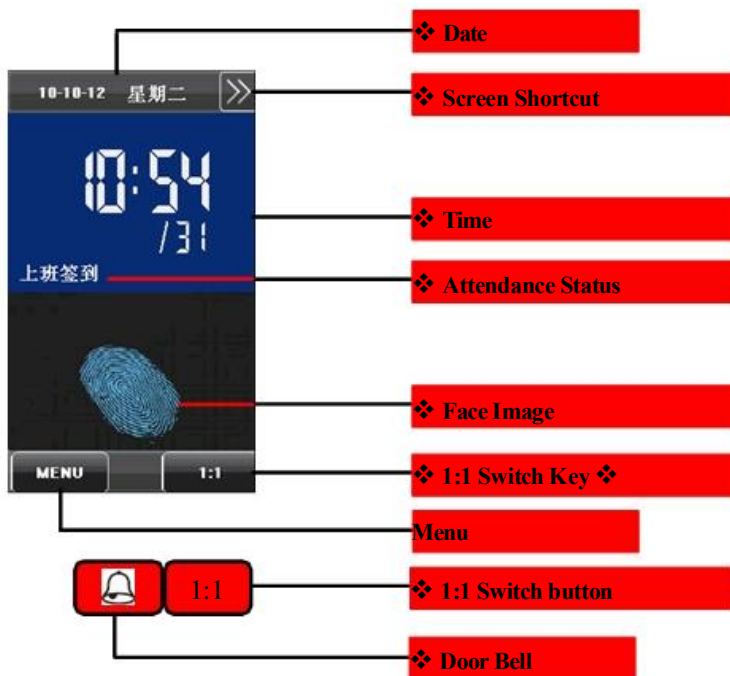 ❖ Date
10-10-12 星期二 >>
❖ Screen Shortcut
10:54
/31
❖ Time
上班签到
❖ Attendance Status
❖ Face Image
MENU 1:1
❖ 1:1 Switch Key ❖
Menu
1:1
❖ 1:1 Switch button
❖ Door Bell